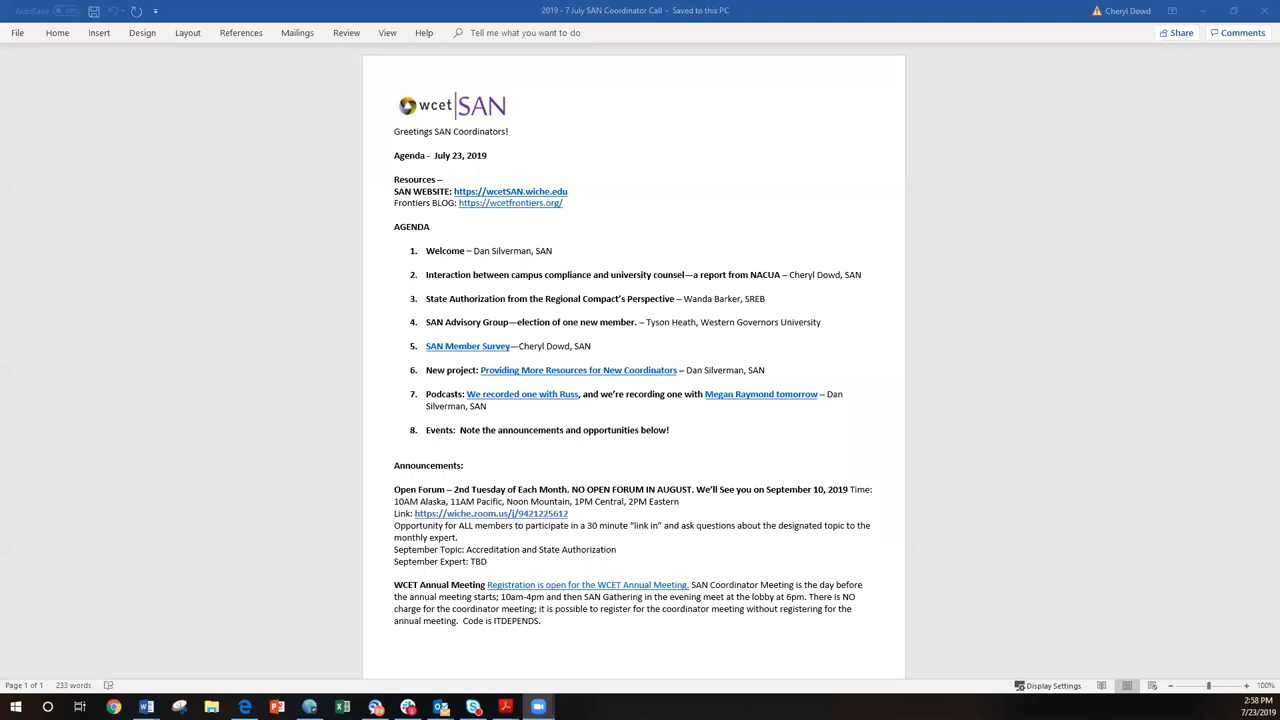 AutoSave Off
2019 - 7 July SAN Coordinator Call - Saved to this PC
Cheryl Dowd
File Home Insert Design Layout References Mailings Review View Help Tell me what you want to do Share Comments
wcet SAN
Greetings SAN Coordinators!
Agenda - July 23, 2019
Resources –
SAN WEBSITE: https://wcetSAN.wiche.edu
Frontiers BLOG: https://wcetfrontiers.org/
AGENDA
1. Welcome – Dan Silverman, SAN
2. Interaction between campus compliance and university counsel—a report from NACUA – Cheryl Dowd, SAN
3. State Authorization from the Regional Compact's Perspective – Wanda Barker, SREB
4. SAN Advisory Group—election of one new member. – Tyson Heath, Western Governors University
5. SAN Member Survey—Cheryl Dowd, SAN
6. New project: Providing More Resources for New Coordinators – Dan Silverman, SAN
7. Podcasts: We recorded one with Russ, and we're recording one with Megan Raymond tomorrow – Dan
Silverman, SAN
8. Events: Note the announcements and opportunities below!
Announcements:
Open Forum – 2nd Tuesday of Each Month. NO OPEN FORUM IN AUGUST. We'll See you on September 10, 2019 Time:
10AM Alaska, 11AM Pacific, Noon Mountain, 1PM Central, 2PM Eastern
Link: https://wiche.zoom.us/j/9421225612
Opportunity for ALL members to participate in a 30 minute "link in" and ask questions about the designated topic to the
monthly expert.
September Topic: Accreditation and State Authorization
September Expert: TBD
WCET Annual Meeting Registration is open for the WCET Annual Meeting. SAN Coordinator Meeting is the day before
the annual meeting starts; 10am-4pm and then SAN Gathering in the evening meet at the lobby at 6pm. There is NO
charge for the coordinator meeting; it is possible to register for the coordinator meeting without registering for the
annual meeting. Code is ITDEPENDS.
Page 1 of 1 233 words Display Settings 100%
2:58 PM
7/23/2019